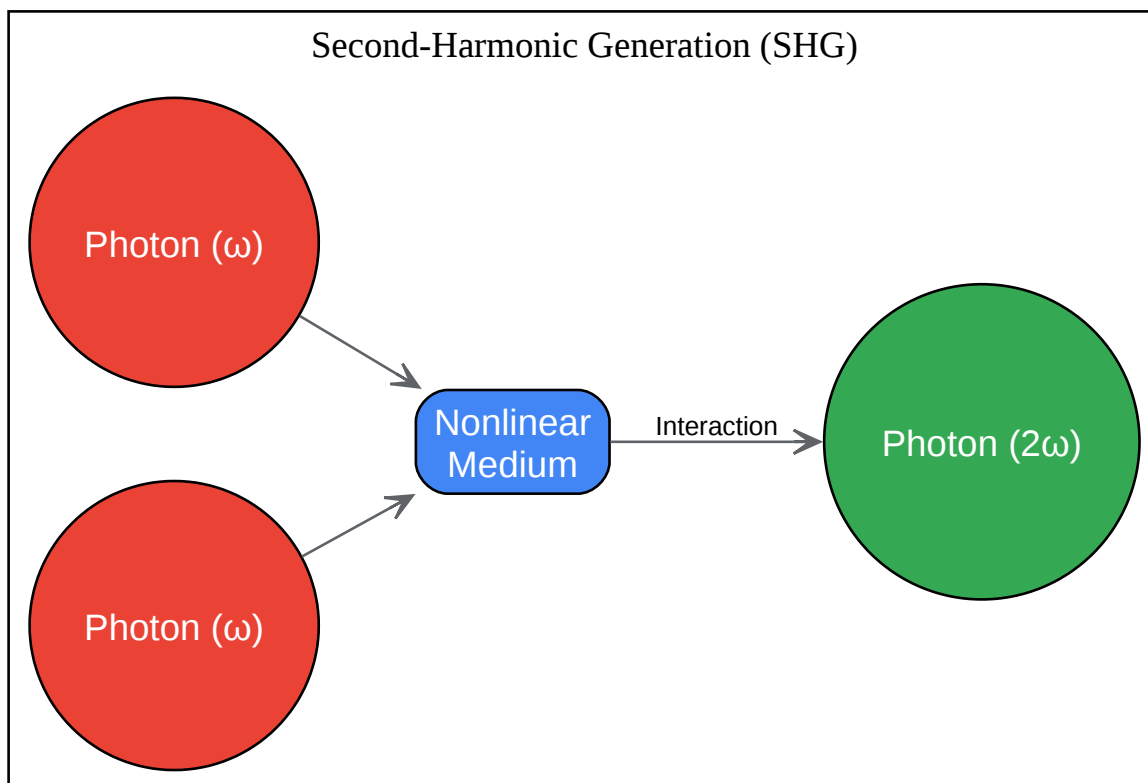 Second-Harmonic Generation (SHG)
Photon (ω)
Photon (ω)
Nonlinear
Medium
Interaction
Photon (2ω)